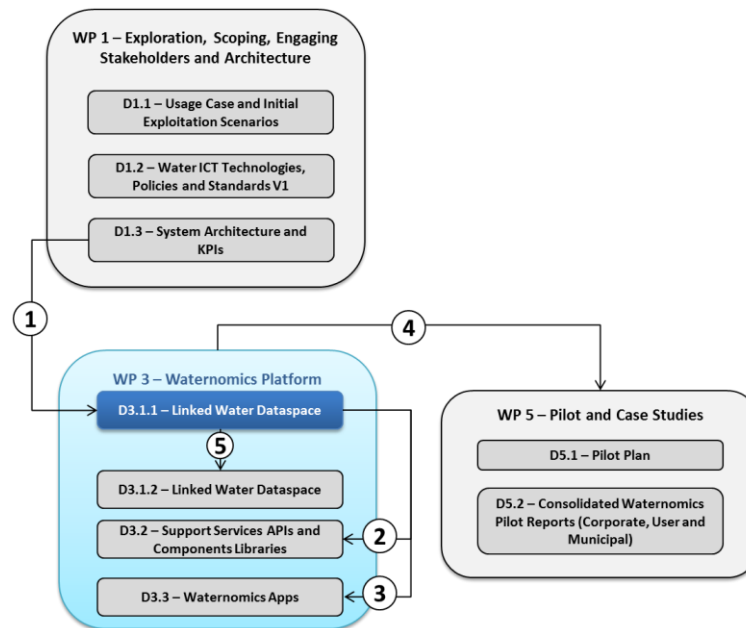 WP 1 – Exploration, Scoping, Engaging
Stakeholders and Architecture
D1.1 – Usage Case and Initial
Exploitation Scenarios
D1.2 – Water ICT Technologies,
Policies and Standards V1
D1.3 – System Architecture and
KPIs
1
4
WP 3 – Waternomics Platform
D3.1.1 – Linked Water Dataspace
5
D3.1.2 – Linked Water Dataspace
D3.2 – Support Services APIs and
Components Libraries
2
D3.3 – Waternomics Apps
3
WP 5 – Pilot and Case Studies
D5.1 – Pilot Plan
D5.2 – Consolidated Waternomics
Pilot Reports (Corporate, User and
Municipal)